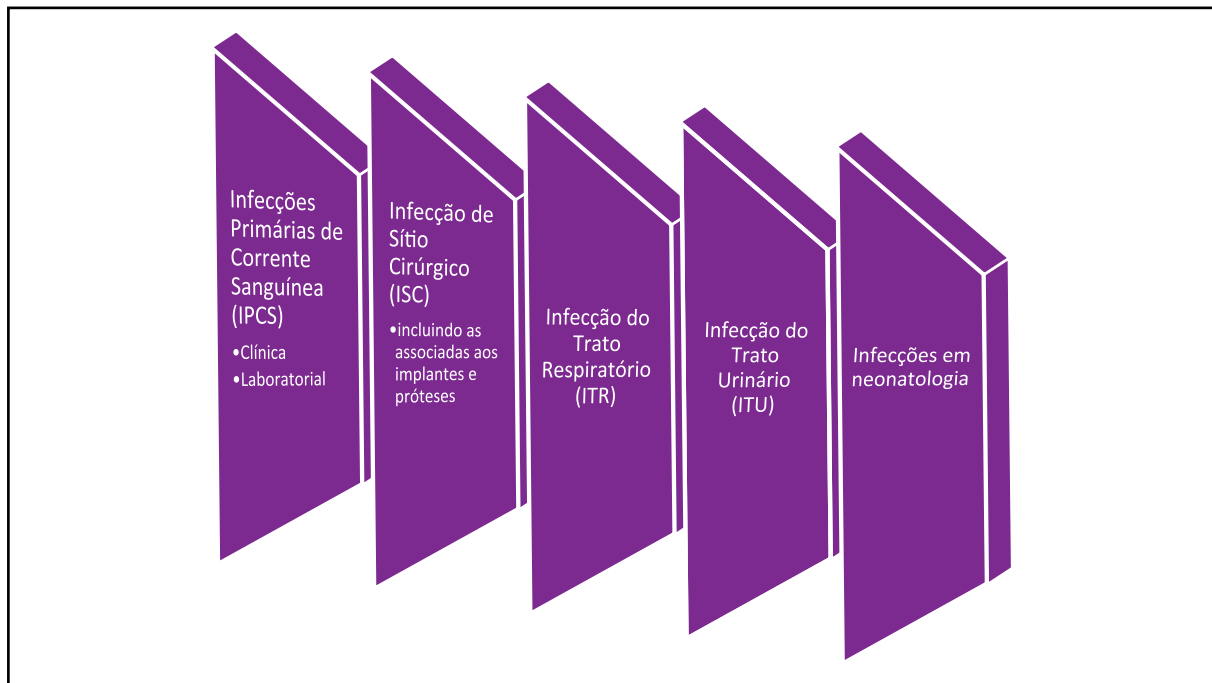 Infecções
Primárias de
Corrente
Sanguínea
(IPCS)
•Clínica
•Laboratorial
Infecção de
Sítio
Cirúrgico
(ISC)
•incluindo as
associadas aos
implantes e
próteses
Infecção do
Trato
Respiratório
(ITR)
Infecção do
Trato
Urinário
(ITU)
Infecções em
neonatologia